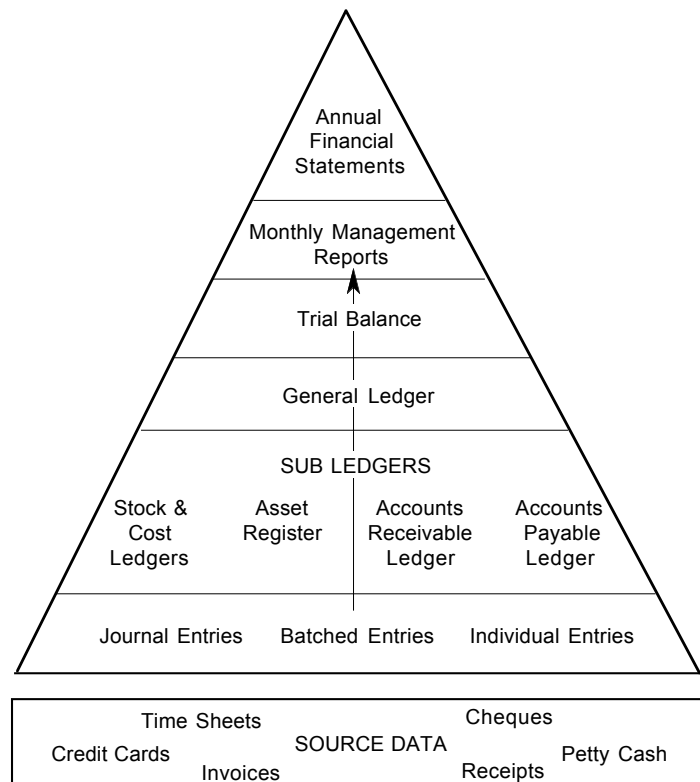 Annual
Financial
Statements
Monthly Management
Reports
Trial Balance
General Ledger
SUB LEDGERS
Stock &
Cost
Ledgers
Asset
Register
Accounts
Receivable
Ledger
Accounts
Payable
Ledger
Journal Entries
Batched Entries
Individual Entries
Time Sheets
Cheques
Credit Cards
SOURCE DATA
Petty Cash
Invoices
Receipts